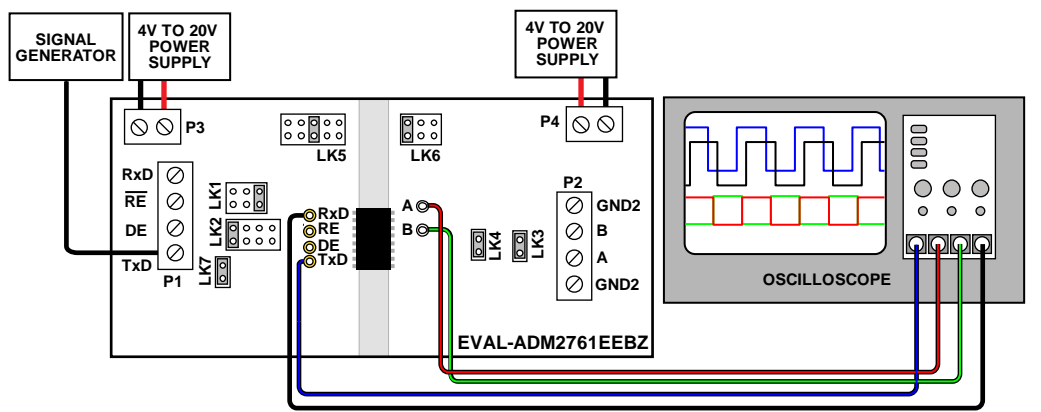 SIGNAL
GENERATOR
4V TO 20V
POWER
SUPPLY
4V TO 20V
POWER
SUPPLY
P3
P4
LK5
LK6
RxD
RE
DE
TxD
P1
LK1
LK2
LK7
RxD
RE
DE
TxD
A
B
LK4
LK3
P2
GND2
B
A
GND2
EVAL-ADM2761EEBZ
OSCILLOSCOPE